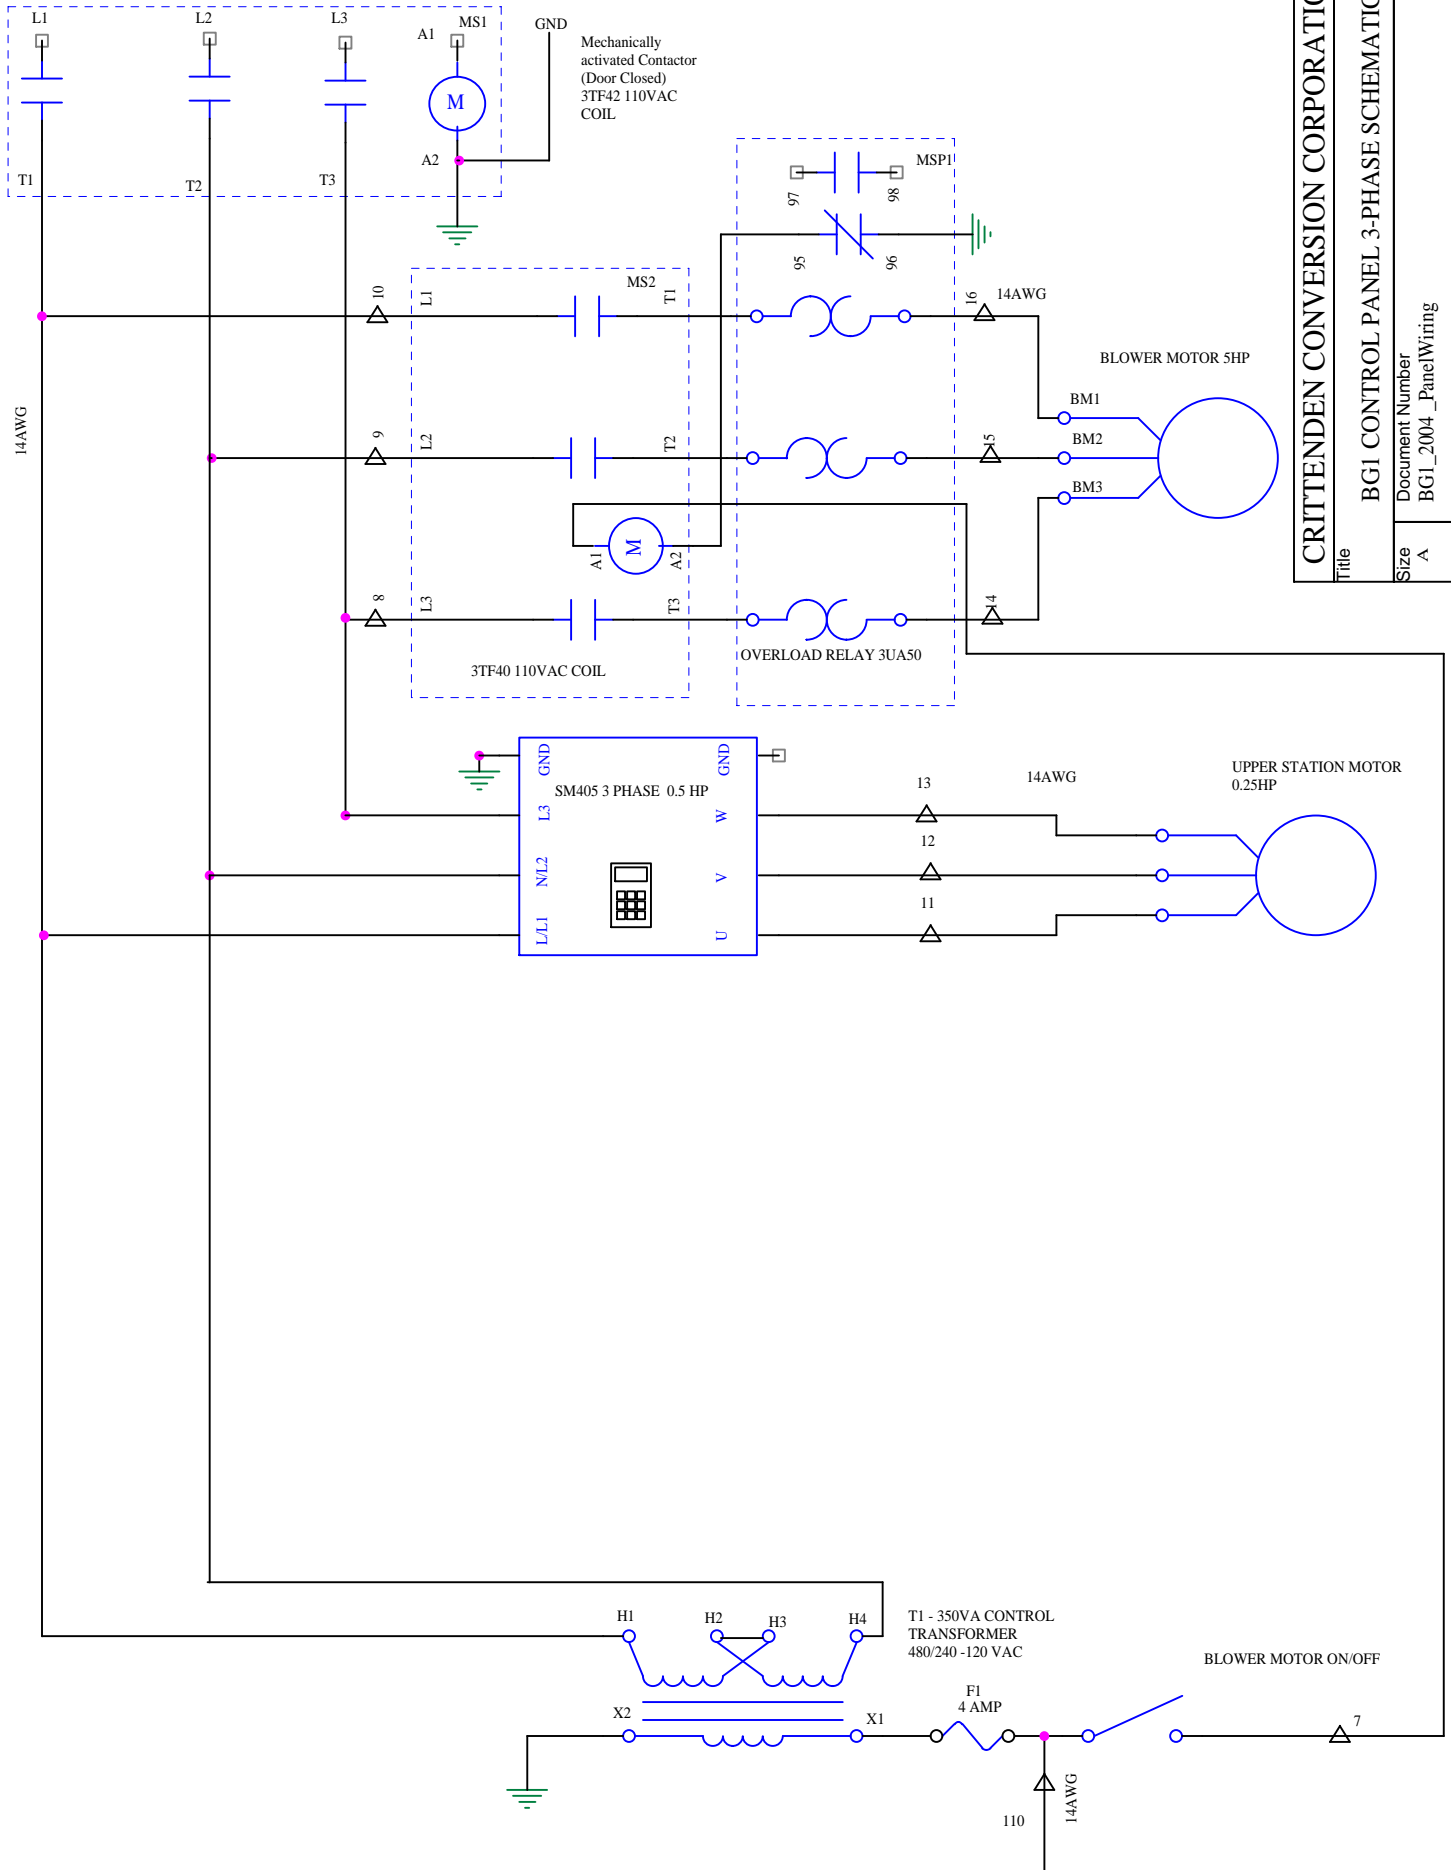 L1
L2
L3
A1
MS1
GND
Mechanically
activated Contactor
(Door Closed)
3TF42 110VAC
COIL
M
A2
T1
T2
T3
MSP1
97
98
95
96
14AWG
10
L1
MS2
T1
16
14AWG
BLOWER MOTOR 5HP
9
L2
T2
15
BM1
BM2
BM3
A1
M
A2
8
L3
T3
14
3TF40 110VAC COIL
OVERLOAD RELAY 3UA50
CRITTENDEN CONVERSION CORPORATIO
Title
BG1 CONTROL PANEL 3-PHASE SCHEMATIC
Size
A
Document Number
BG1_2004 _PanelWiring
GND
GND
SM405 3 PHASE 0.5 HP
L3
W
N/L2
V
L/L1
U
13
12
11
14AWG
UPPER STATION MOTOR
0.25HP
H1
H2
H3
H4
T1 - 350VA CONTROL
TRANSFORMER
480/240 -120 VAC
X2
X1
F1
4 AMP
BLOWER MOTOR ON/OFF
7
110
14AWG